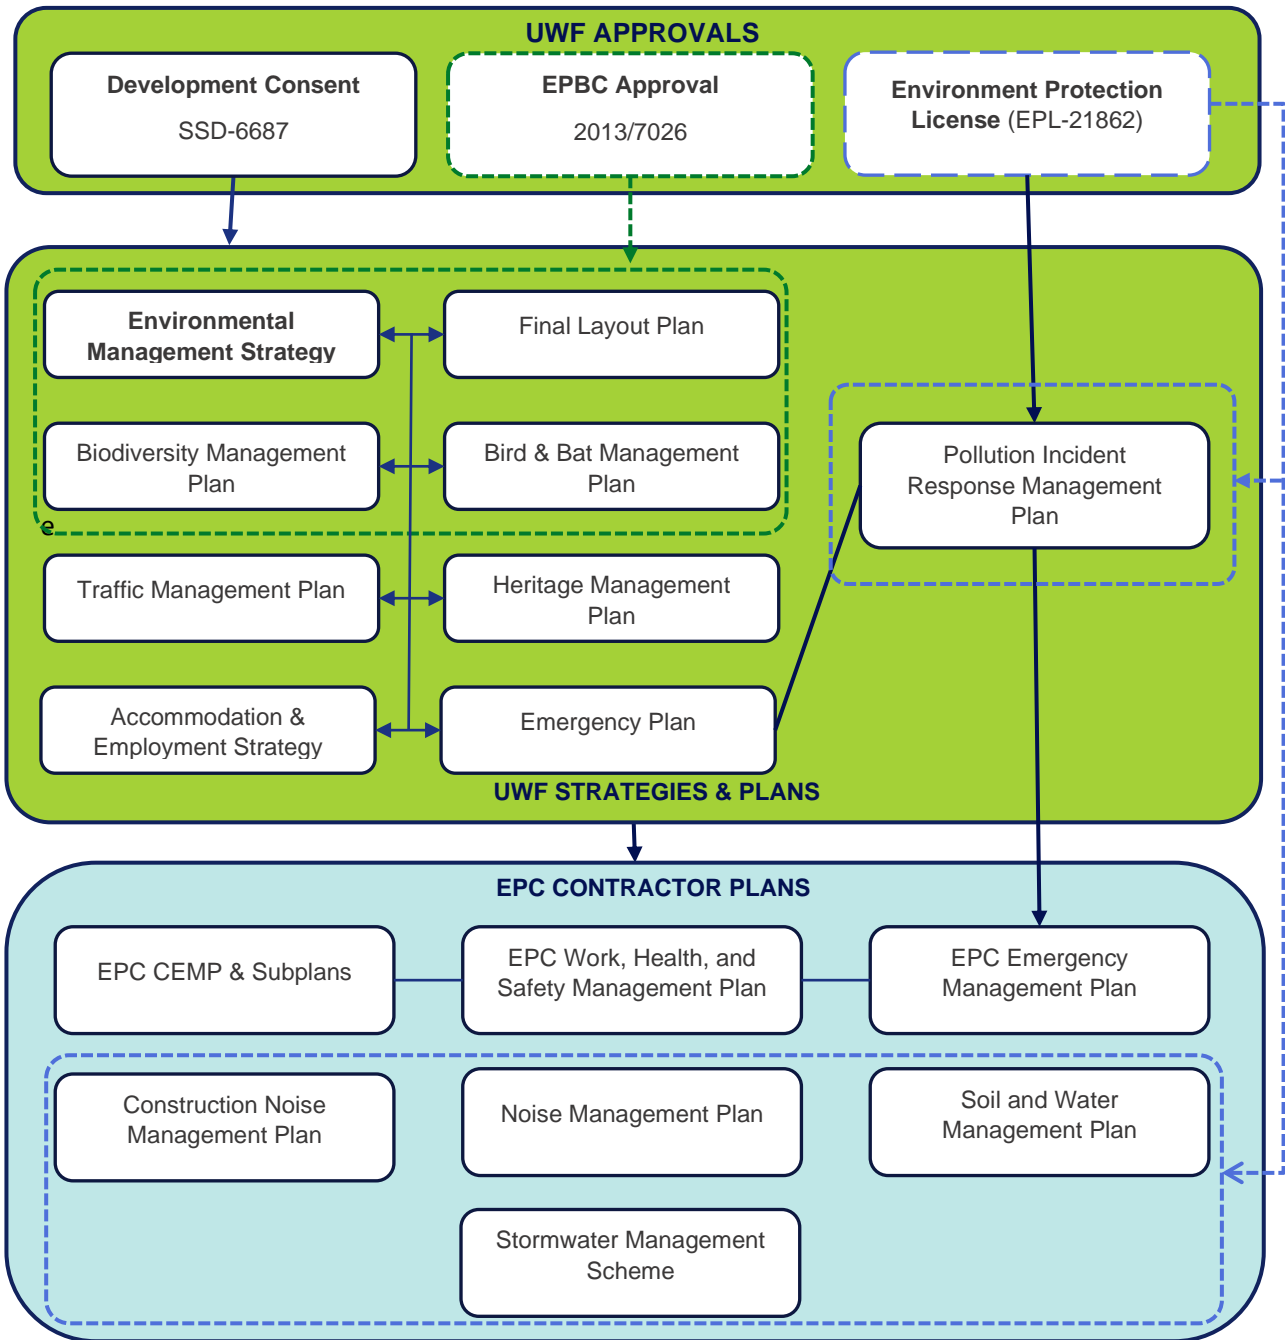 UWF APPROVALS
Development Consent
SSD-6687
EPBC Approval
2013/7026
Environment Protection
License (EPL-21862)
Environmental
Management Strategy
Final Layout Plan
Biodiversity Management
Plan
Bird & Bat Management
Plan
Pollution Incident
Response Management
Plan
e
Traffic Management Plan
Heritage Management
Plan
Accommodation &
Employment Strategy
Emergency Plan
UWF STRATEGIES & PLANS
EPC CONTRACTOR PLANS
EPC CEMP & Subplans
EPC Work, Health, and
Safety Management Plan
EPC Emergency
Management Plan
Construction Noise
Management Plan
Noise Management Plan
Soil and Water
Management Plan
Stormwater Management
Scheme